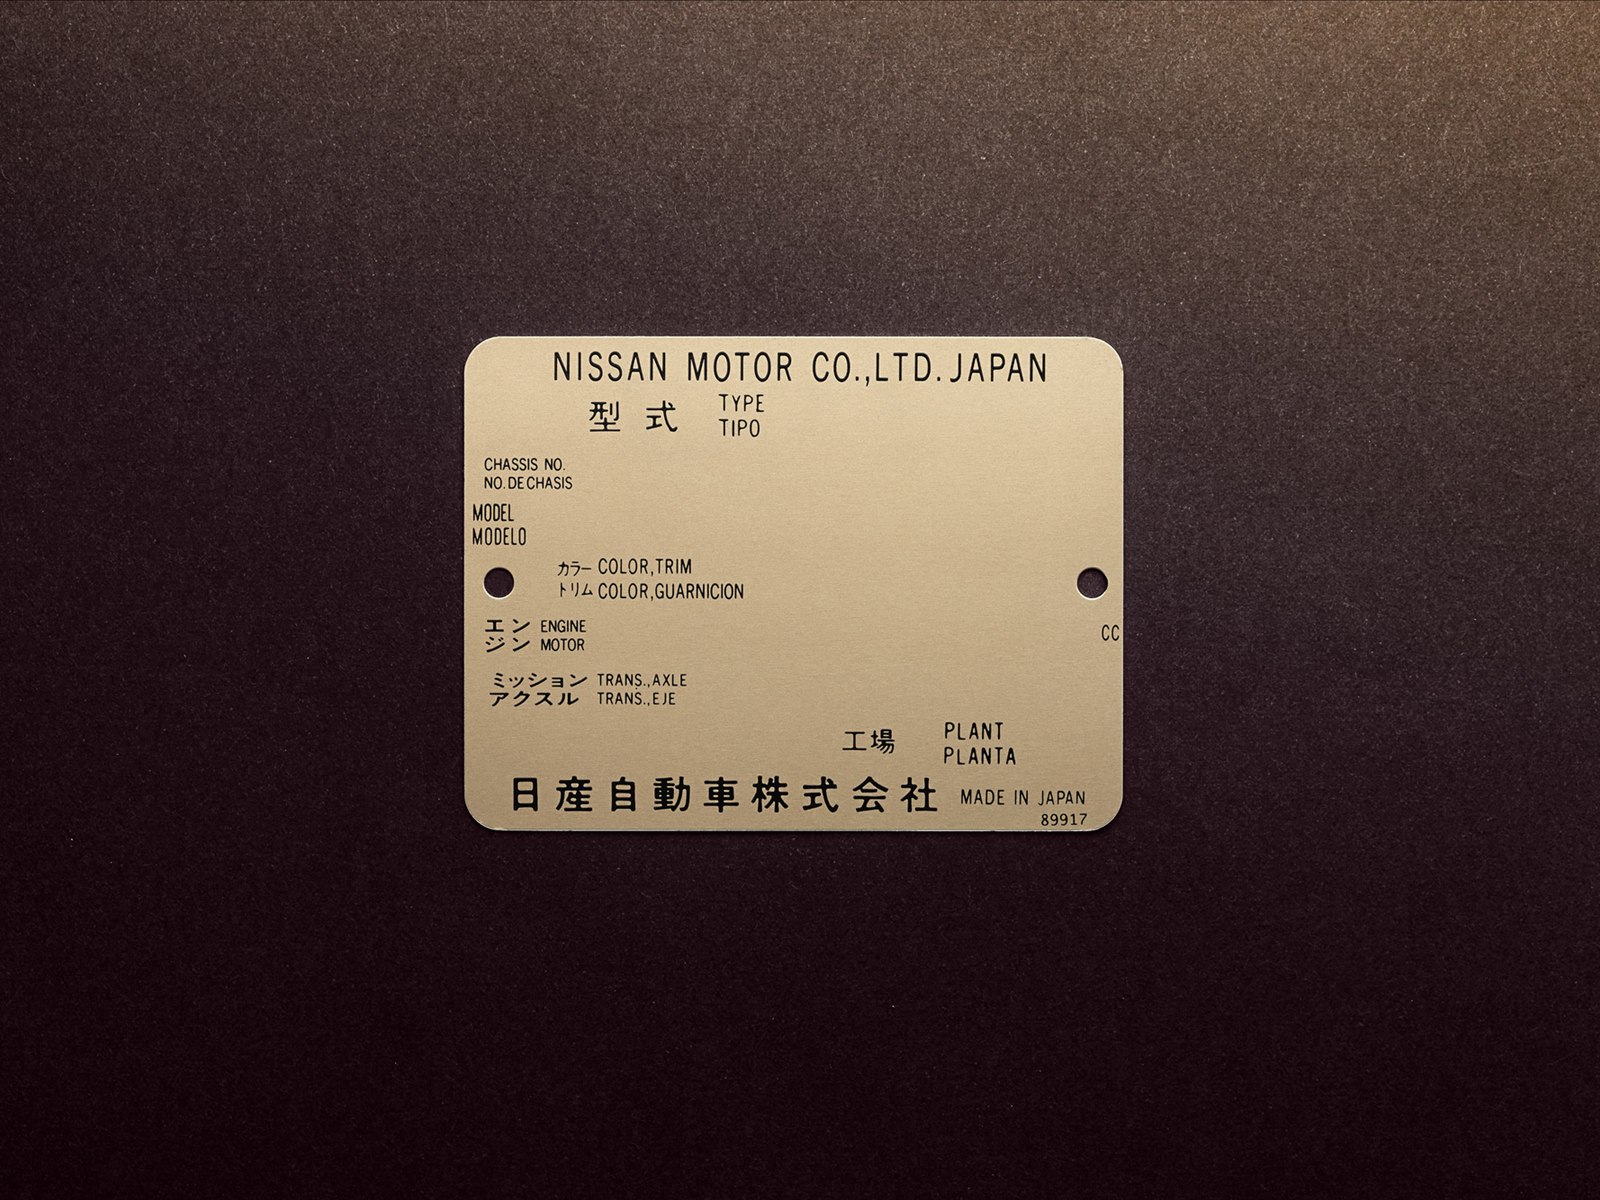 NISSAN MOTOR CO.,LTD. JAPAN
型式 TYPE
TIPO
CHASSIS NO.
NO. DE CHASIS
MODEL
MODELO
カラー COLOR,TRIM
トリム COLOR,GUARNICION
エン ENGINE
ジン MOTOR
CC
ミッション TRANS.,AXLE
アクスル TRANS.,EJE
工場 PLANT
PLANTA
日産自動車株式会社 MADE IN JAPAN
89917